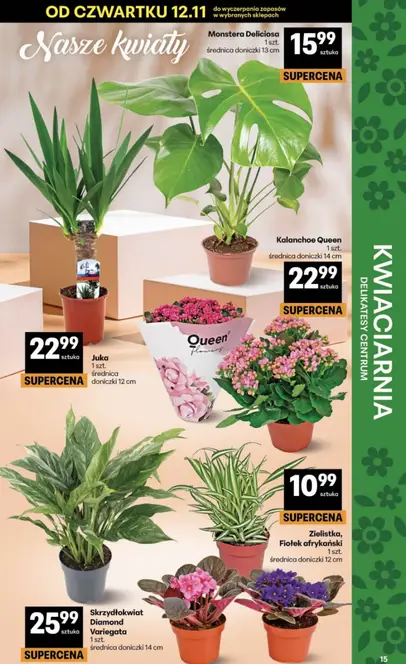 OD CZWARTKU 12.11
do wyczerpania zapasów
w wybranych sklepach
Nasze kwiaty
Monstera Deliciosa
1 szt.
średnica doniczki 13 cm
15 99
sztuka
SUPERCENA
Kalanchoe Queen
1 szt.
średnica doniczki 14 cm
22 99
sztuka
SUPERCENA
Queen
flowers
22 99
sztuka
SUPERCENA
Juka
1 szt.
średnica
doniczki 12 cm
10 99
sztuka
SUPERCENA
Zielistka,
Fiołek afrykański
1 szt.
średnica doniczki 12 cm
25 99
sztuka
SUPERCENA
Skrzydłokwiat
Diamond
Variegata
1 szt.
średnica doniczki 14 cm
KWIACIARNIA
DELIKATESY CENTRUM
15